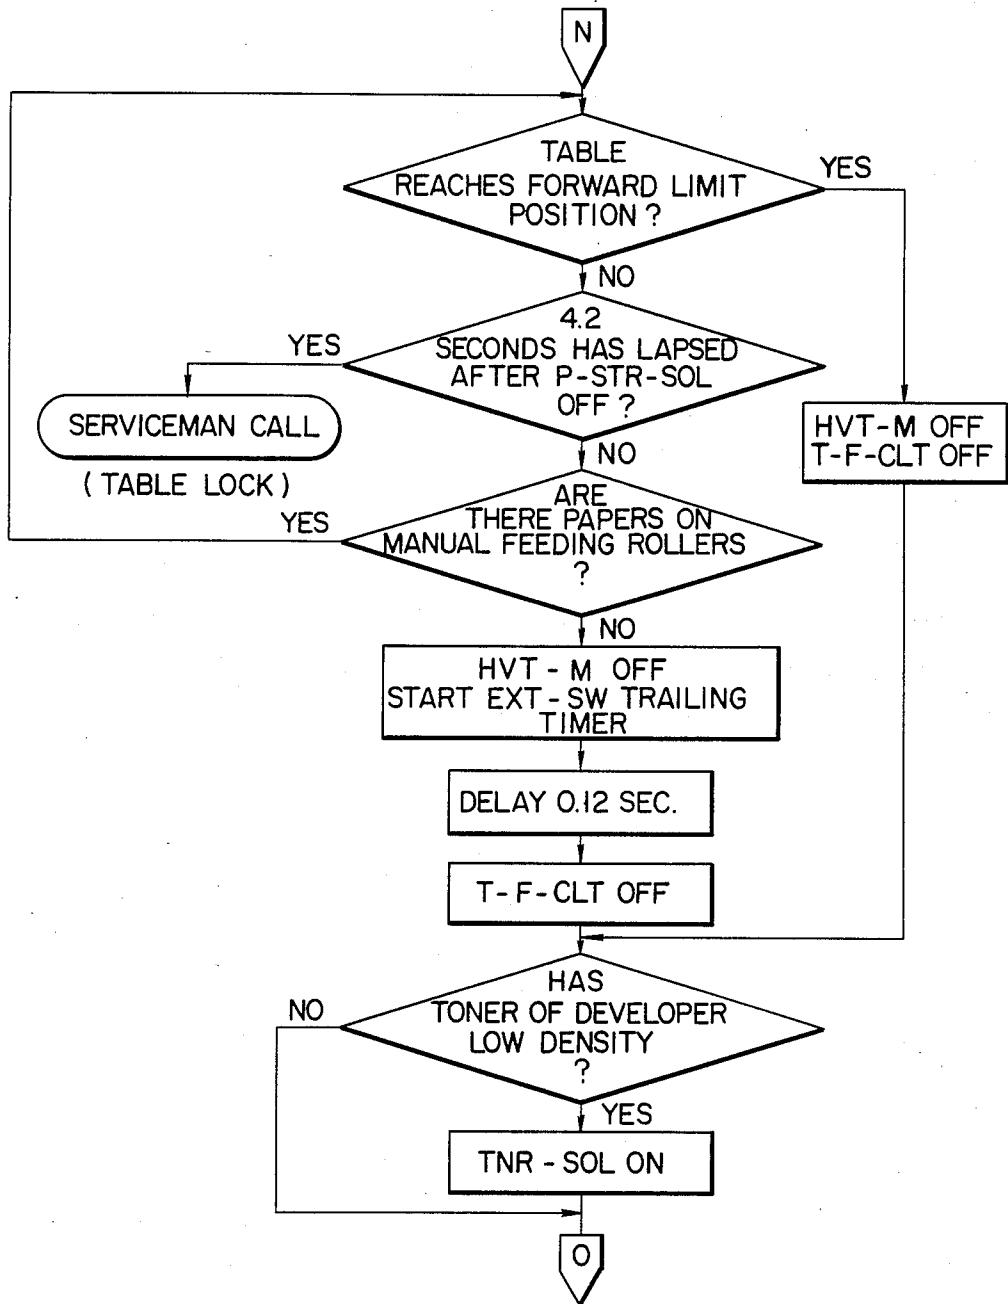 N
TABLE
REACHES FORWARD LIMIT
POSITION ?
YES
NO
4.2
SECONDS HAS LAPSED
AFTER P-STR-SOL
OFF ?
YES
SERVICEMAN CALL
(TABLE LOCK)
HVT-M OFF
T-F-CLT OFF
NO
ARE
THERE PAPERS ON
MANUAL FEEDING ROLLERS
?
YES
NO
HVT - M OFF
START EXT - SW TRAILING
TIMER
DELAY 0.12 SEC.
T - F - CLT OFF
HAS
TONER OF DEVELOPER
LOW DENSITY
?
NO
YES
TNR - SOL ON
O